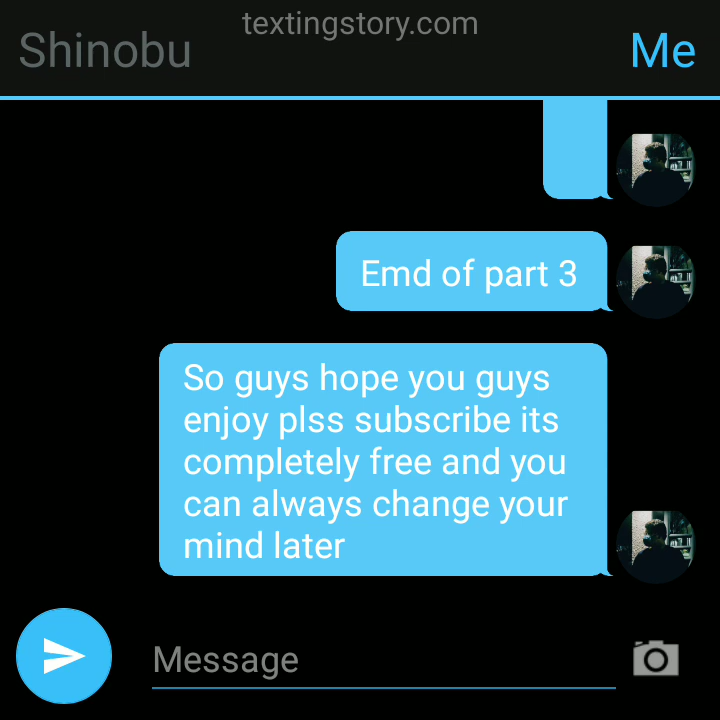 textingstory.com
Shinobu
Me
Emd of part 3
So guys hope you guys
enjoy plss subscribe its
completely free and you
can always change your
mind later
Message